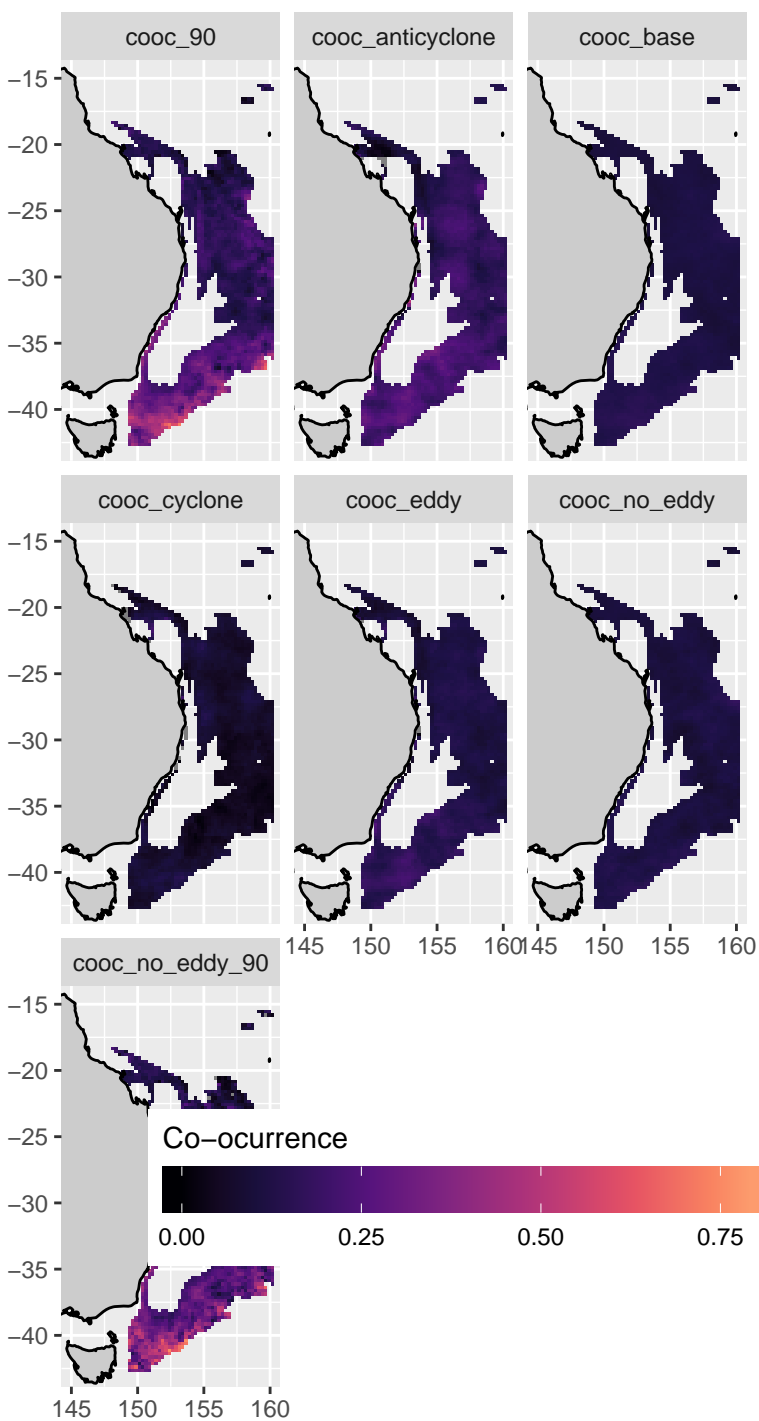 cooc_90 cooc_anticyclone cooc_base
−15
−20
−25
−30
−35
−40
cooc_cyclone cooc_eddy cooc_no_eddy
−15
−20
−25
−30
−35
−40
145 150 155 160 145 150 155 160
cooc_no_eddy_90
−15
−20
−25
−30
−35
−40
Co−ocurrence
0.00 0.25 0.50 0.75
145 150 155 160